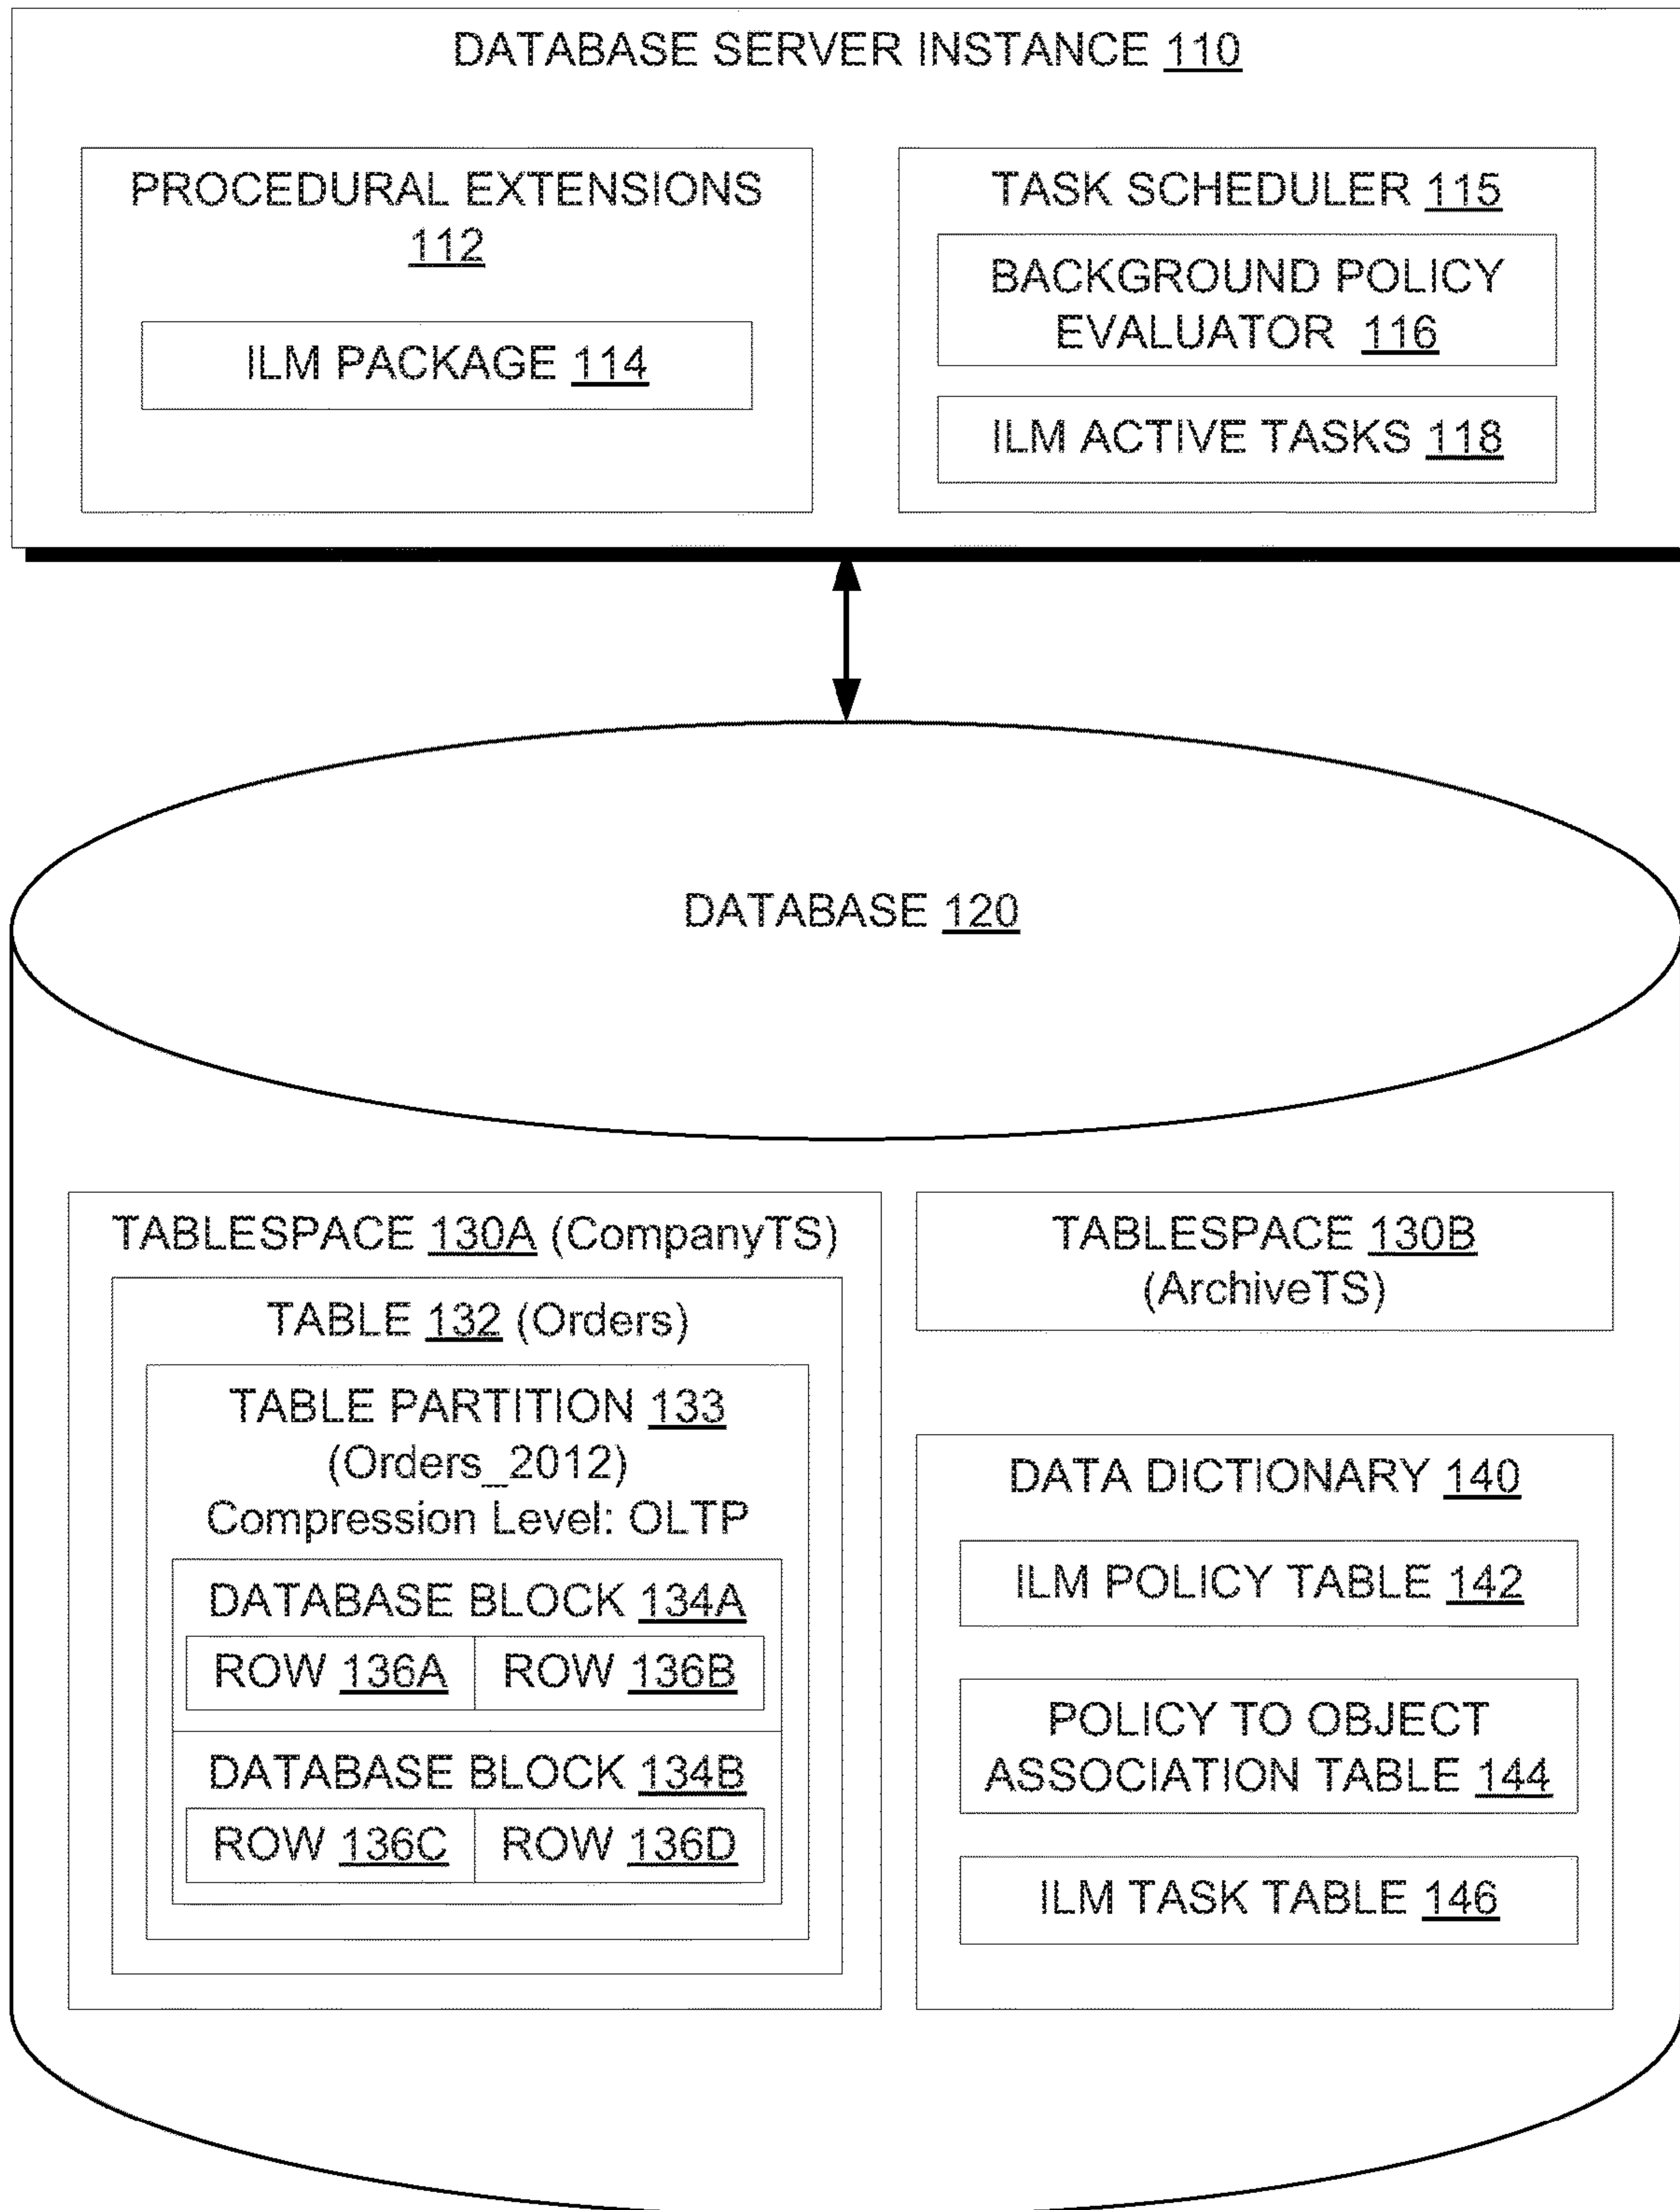 DATABASE SERVER INSTANCE 110
PROCEDURAL EXTENSIONS
112
ILM PACKAGE 114
TASK SCHEDULER 115
BACKGROUND POLICY
EVALUATOR 116
ILM ACTIVE TASKS 118
DATABASE 120
TABLESPACE 130A (CompanyTS)
TABLE 132 (Orders)
TABLE PARTITION 133
(Orders_2012)
Compression Level: OLTP
DATABASE BLOCK 134A
ROW 136A ROW 136B
DATABASE BLOCK 134B
ROW 136C ROW 136D
TABLESPACE 130B
(ArchiveTS)
DATA DICTIONARY 140
ILM POLICY TABLE 142
POLICY TO OBJECT
ASSOCIATION TABLE 144
ILM TASK TABLE 146